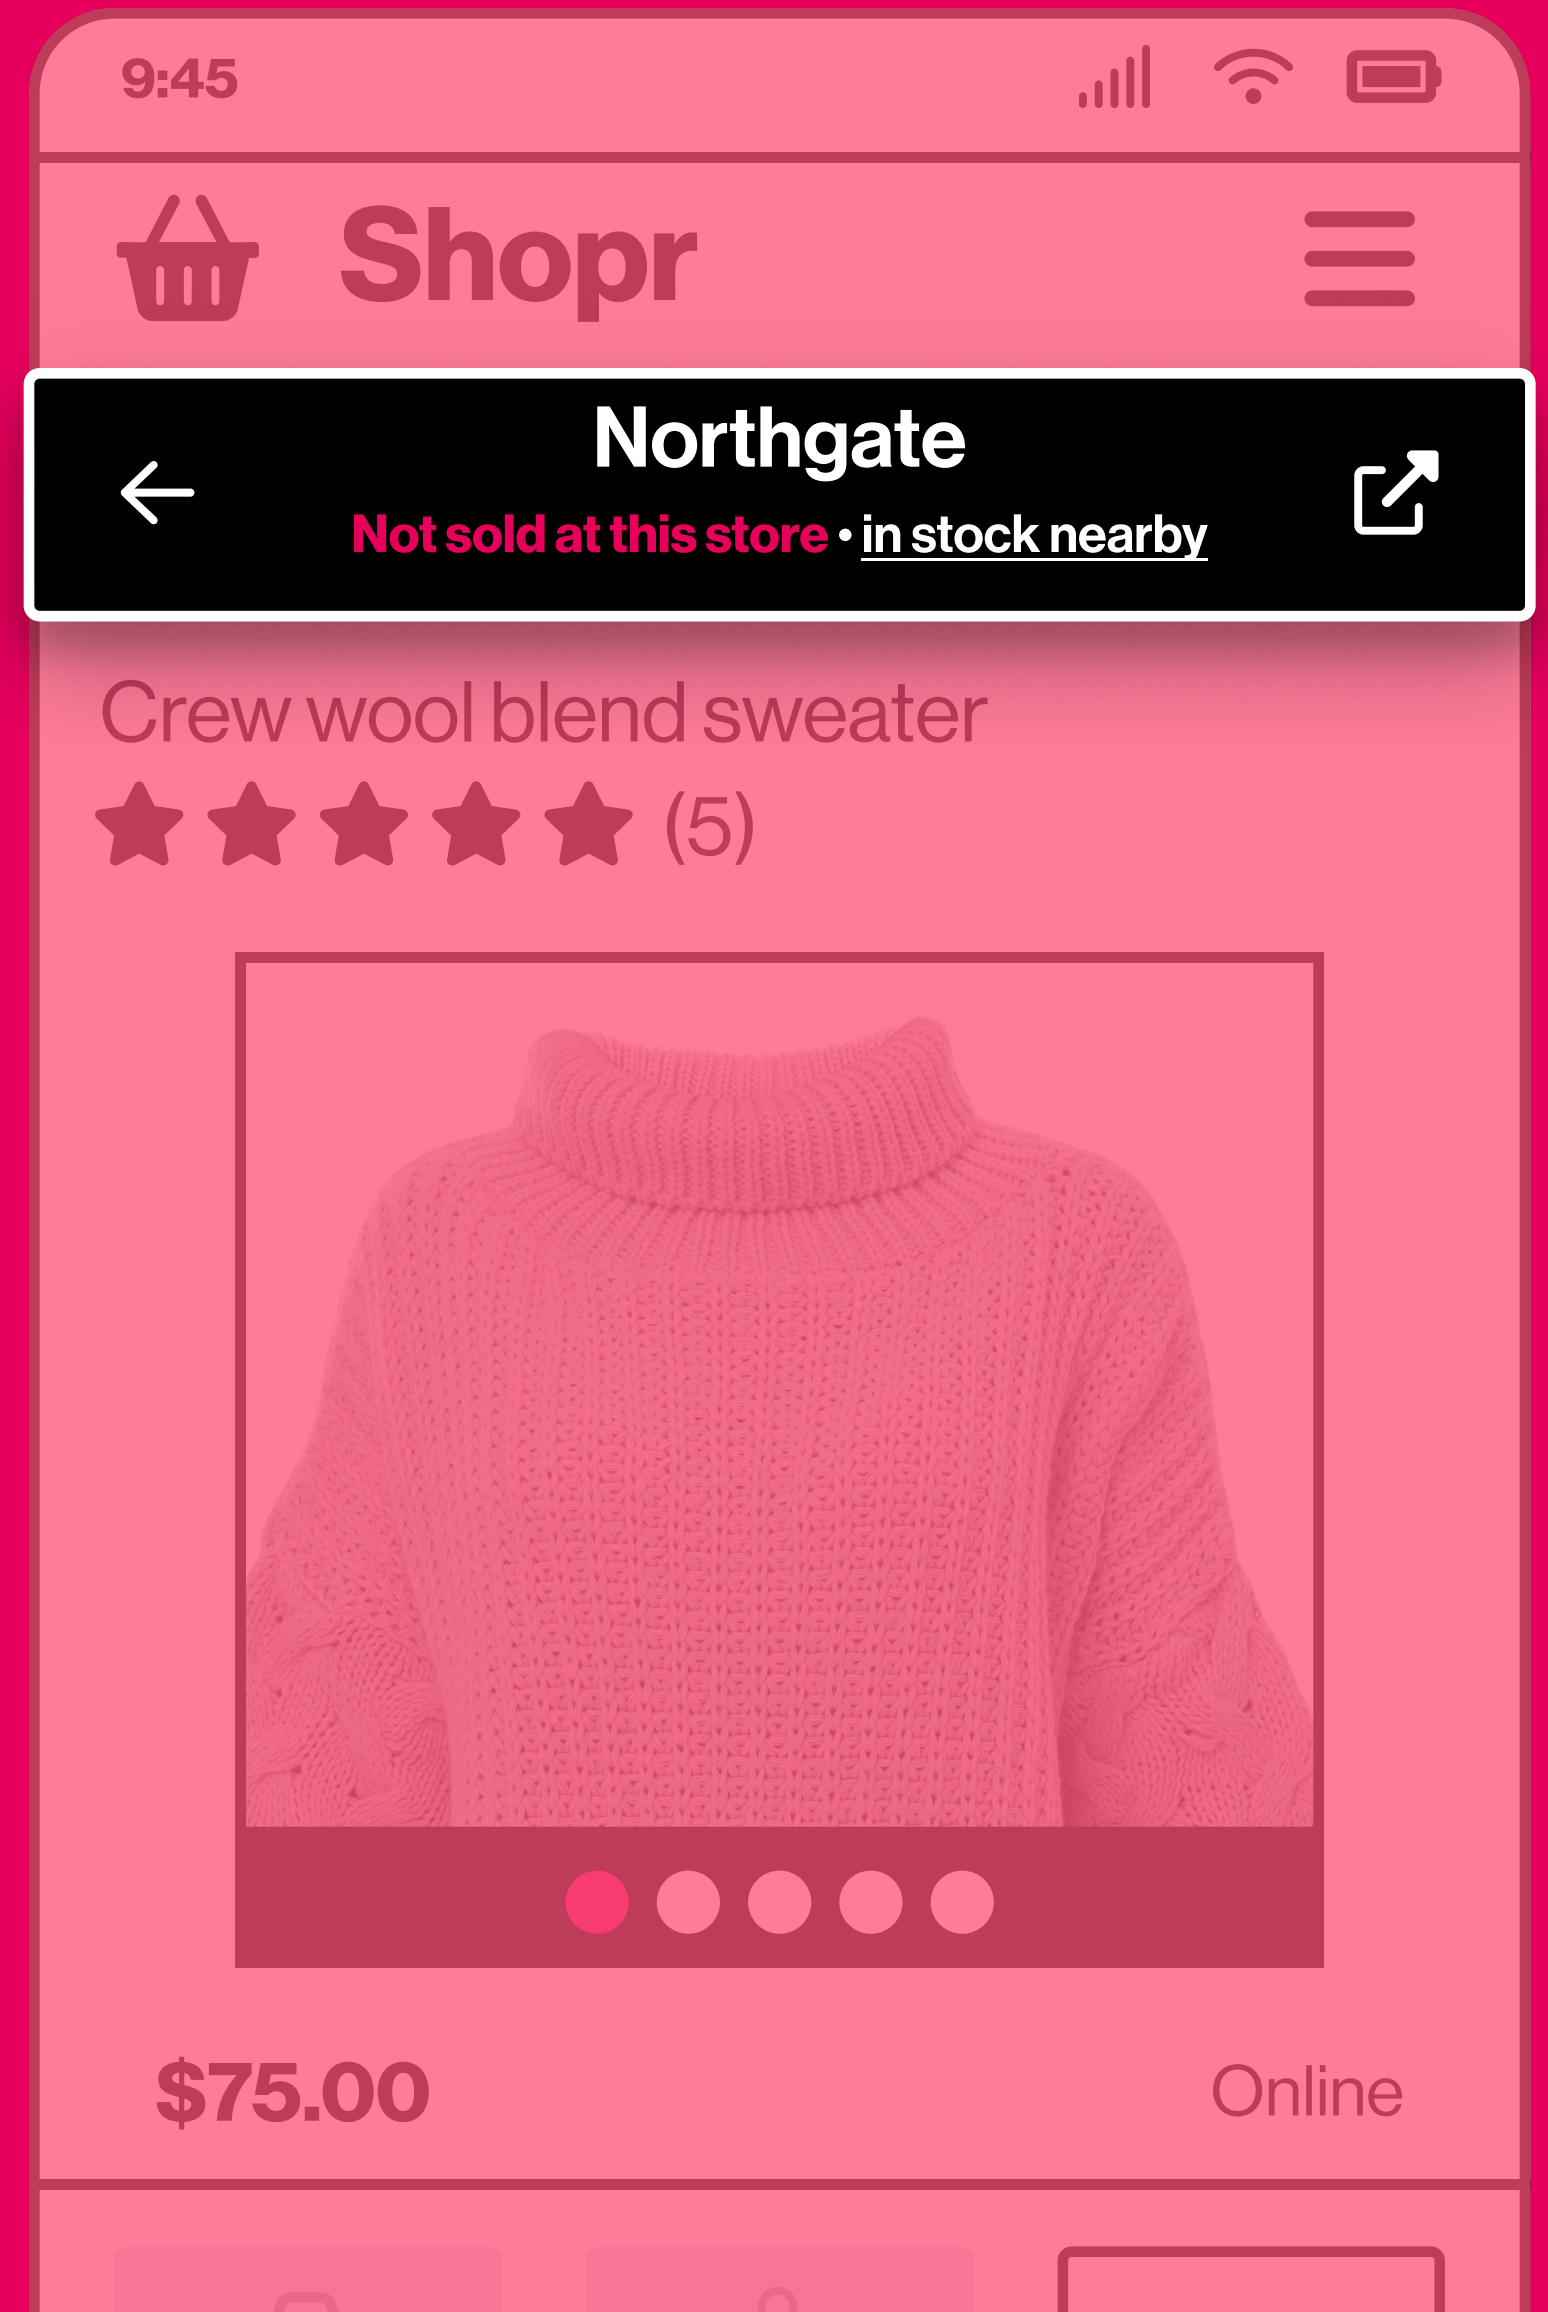 9:45
Shopr
Northgate
Not sold at this store • in stock nearby
Crew wool blend sweater
(5)
$75.00
Online